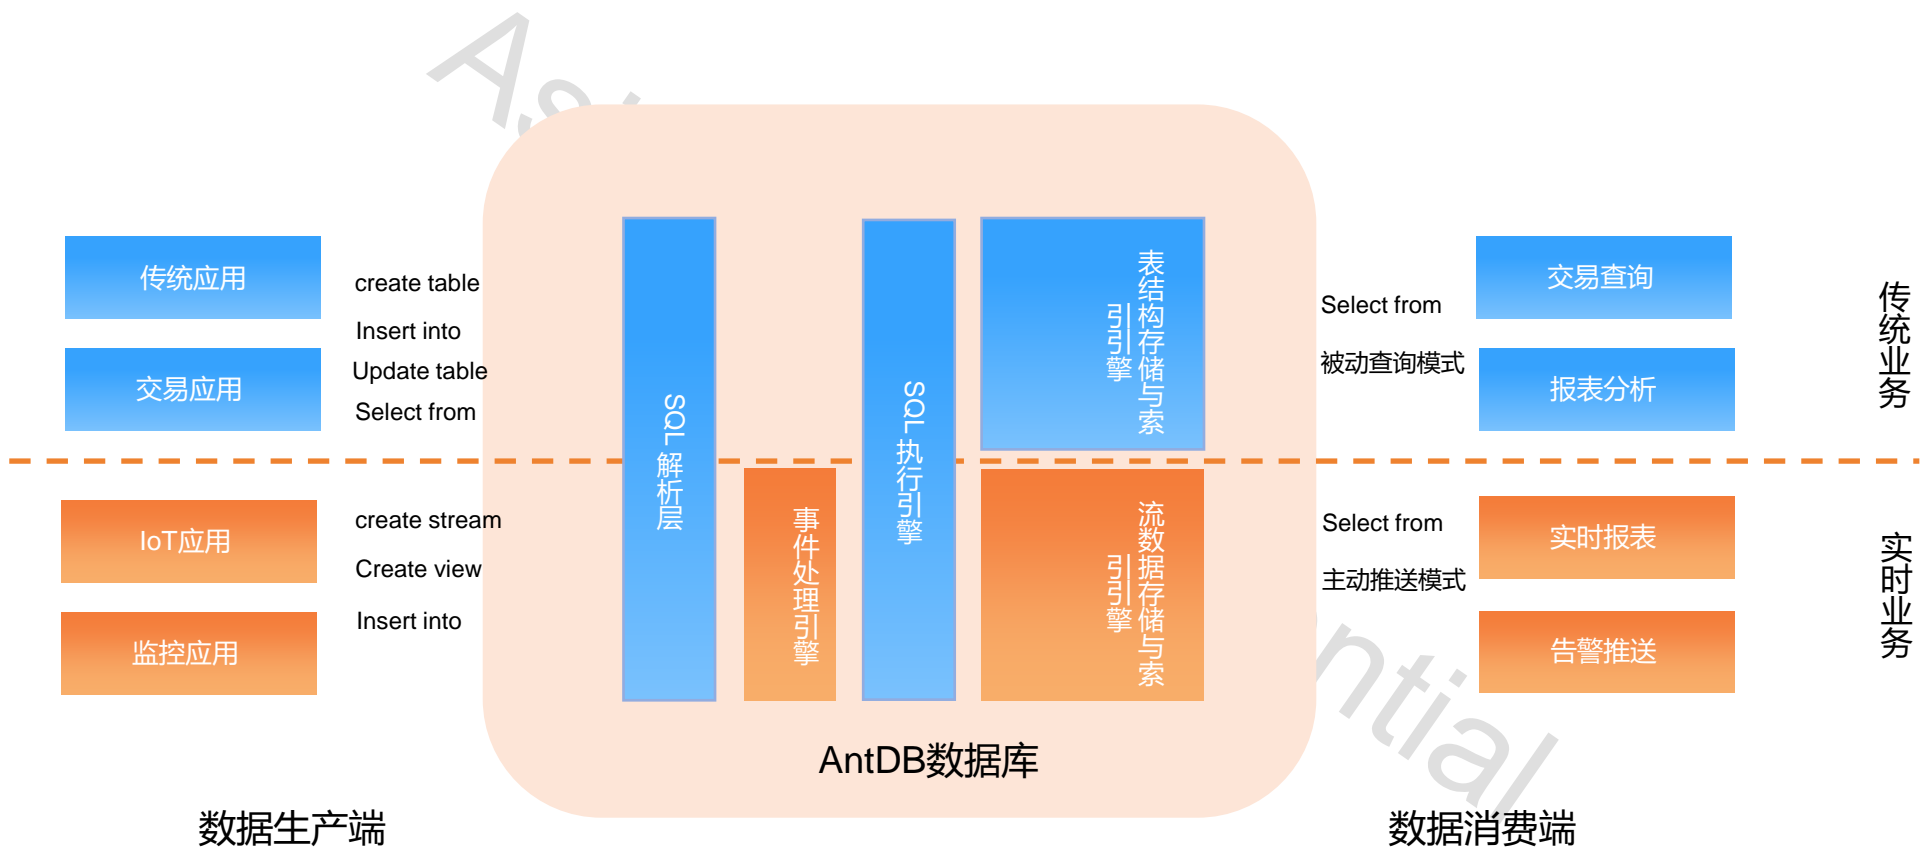 传统应用
交易应用
create table
Insert into
Update table
Select from
IoT应用
监控应用
create stream
Create view
Insert into
SQL 解析层
事件处理引擎
SQL 执行引擎
表结构存储与索
引引擎
流数据存储与索
引引擎
AntDB数据库
Select from
被动查询模式
交易查询
报表分析
Select from
主动推送模式
实时报表
告警推送
传统业务
实时业务
数据生产端
数据消费端